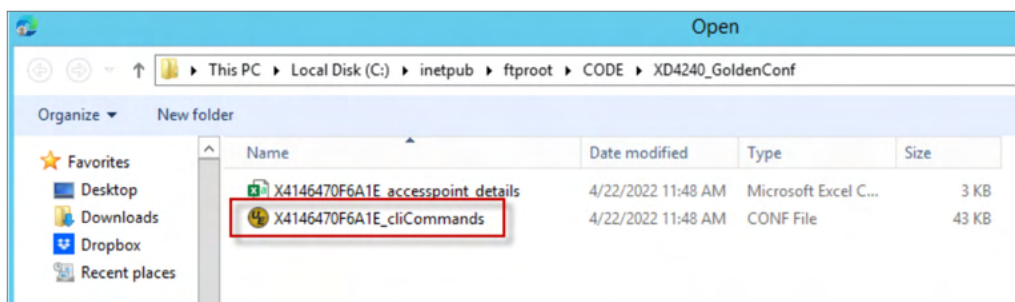 Open
This PC ▸ Local Disk (C:) ▸ inetpub ▸ ftproot ▸ CODE ▸ XD4240_GoldenConf
Organize ▾ New folder
Favorites
Desktop
Downloads
Dropbox
Recent places
Name Date modified Type Size
X4146470F6A1E_accesspoint_details 4/22/2022 11:48 AM Microsoft Excel C... 3 KB
X4146470F6A1E_cliCommands 4/22/2022 11:48 AM CONF File 43 KB